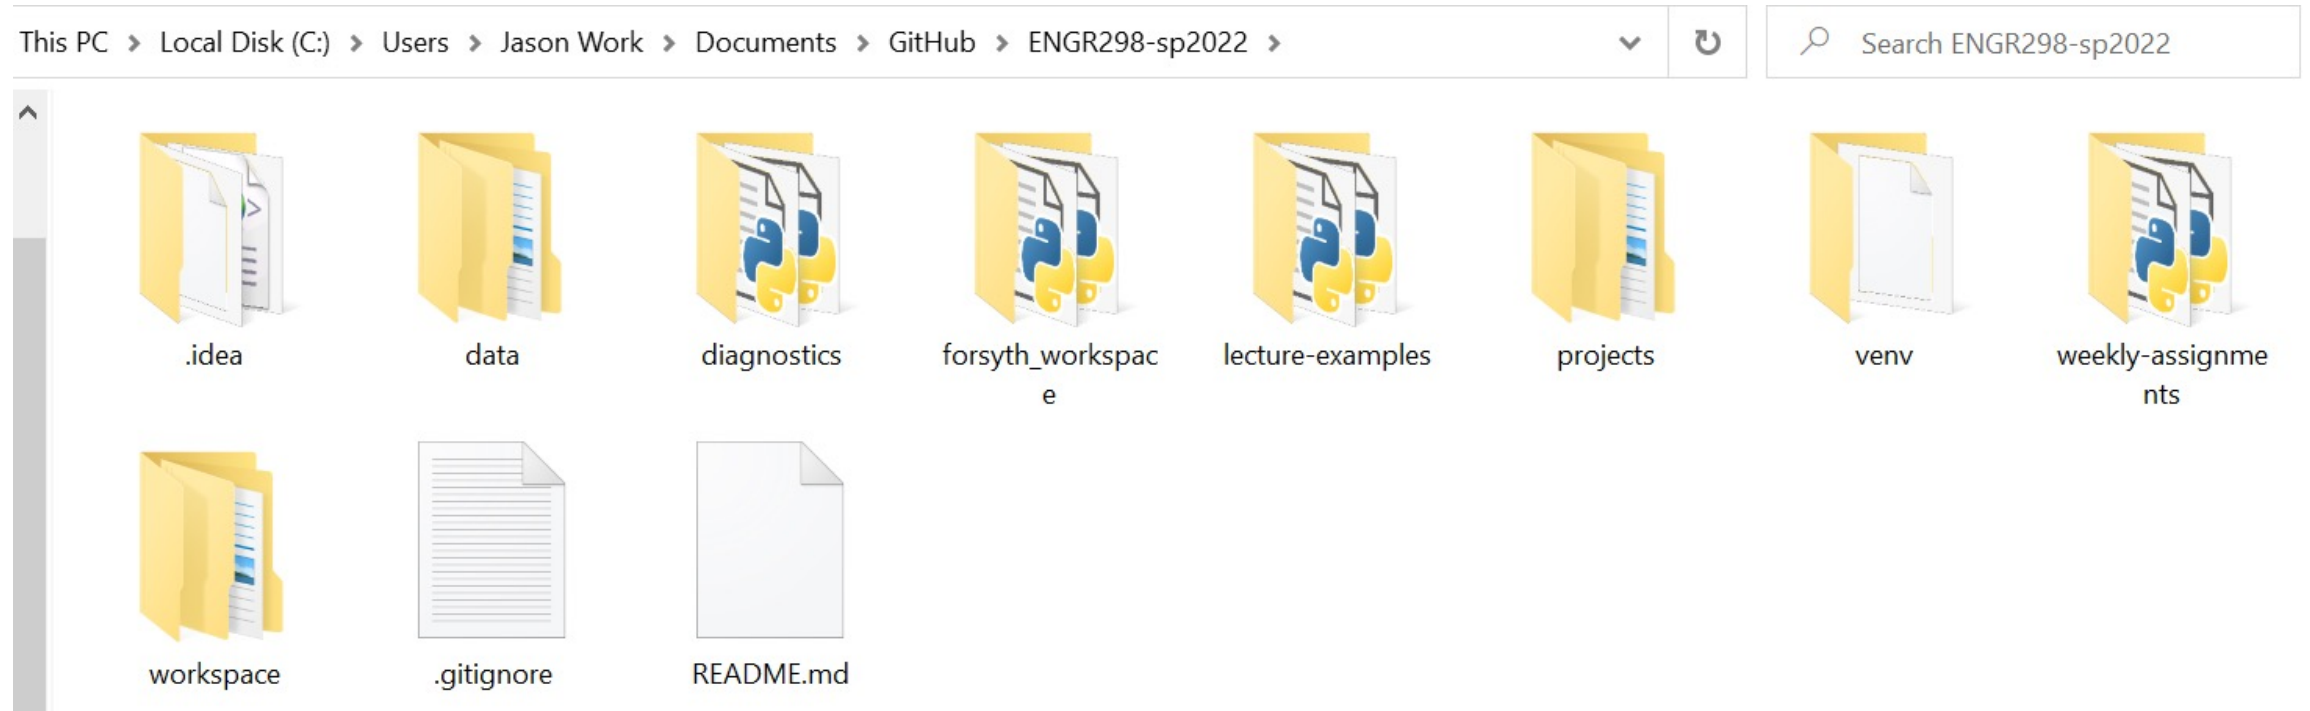 This PC > Local Disk (C:) > Users > Jason Work > Documents > GitHub > ENGR298-sp2022 >
Search ENGR298-sp2022
.idea
data
diagnostics
forsyth_workspac
e
lecture-examples
projects
venv
weekly-assignme
nts
workspace
.gitignore
README.md